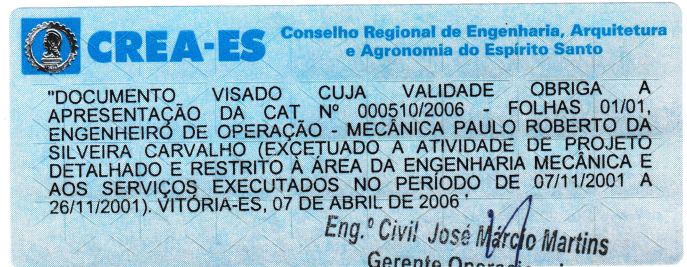 CREA-ES
Conselho Regional de Engenharia, Arquitetura
e Agronomia do Espírito Santo
"DOCUMENTO VISADO CUJA VALIDADE OBRIGA A
APRESENTAÇÃO DA CAT Nº 000510/2006 - FOLHAS 01/01,
ENGENHEIRO DE OPERAÇÃO - MECÂNICA PAULO ROBERTO DA
SILVEIRA CARVALHO (EXCETUADO A ATIVIDADE DE PROJETO
DETALHADO E RESTRITO À ÁREA DA ENGENHARIA MECÂNICA E
AOS SERVIÇOS EXECUTADOS NO PERÍODO DE 07/11/2001 A
26/11/2001). VITÓRIA-ES, 07 DE ABRIL DE 2006
Eng.º Civil José Márcio Martins
Gerente